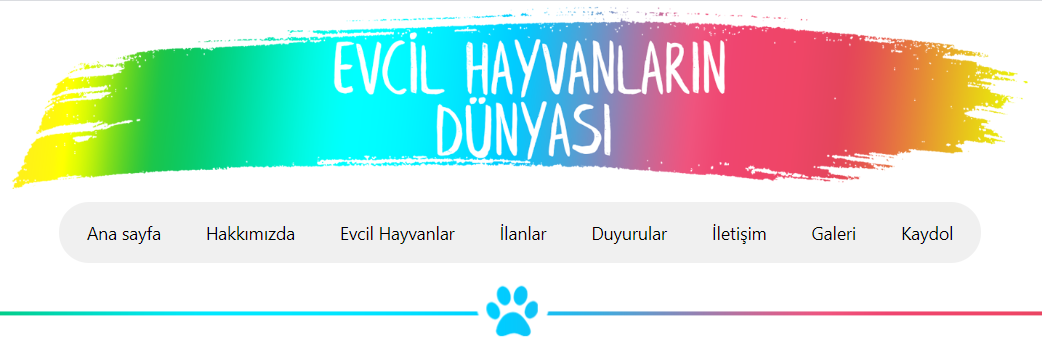 EVCİL HAYVANLARIN
DÜNYASI
Ana sayfa Hakkımızda Evcil Hayvanlar İlanlar Duyurular İletişim Galeri Kaydol